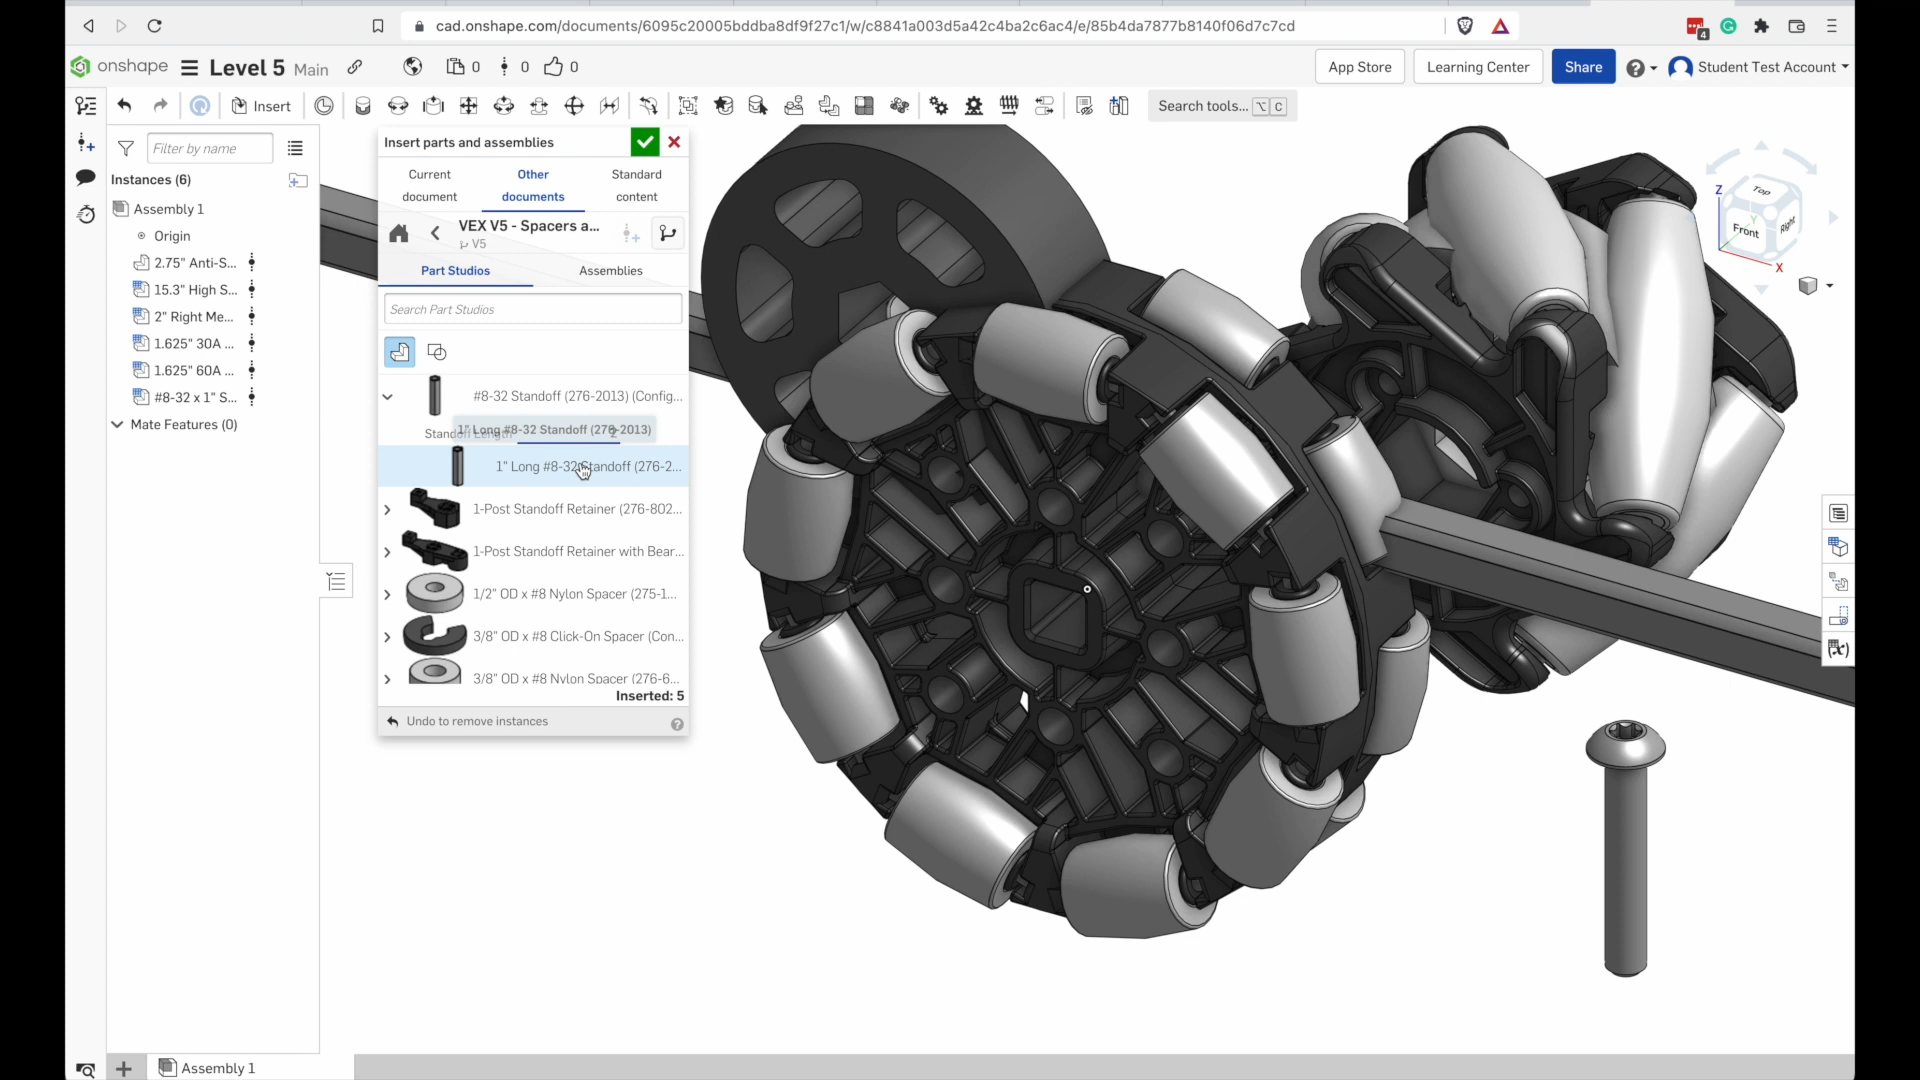 cad.onshape.com/documents/6095c20005bddba8df9f27c1/w/c8841a003d5a42c4ba2c6ac4/e/85b4da7877b8140f06d7c7cd
4
onshape Level 5 Main 0 0 0 App Store Learning Center Share Student Test Account
Insert Search tools... ⌥ C
Filter by name
Instances (6)
Assembly 1
Origin
2.75" Anti-S...
15.3" High S...
2" Right Me...
1.625" 30A ...
1.625" 60A ...
#8-32 x 1" S...
Mate Features (0)
Insert parts and assemblies
Current document
Other documents
Standard content
VEX V5 - Spacers a...
V5
Part Studios Assemblies
Search Part Studios
#8-32 Standoff (276-2013) (Config...
Standoff Length 2
1" Long #8-32 Standoff (276-2013)
1" Long #8-32 Standoff (276-2...
1-Post Standoff Retainer (276-802...
1-Post Standoff Retainer with Bear...
1/2" OD x #8 Nylon Spacer (275-1...
3/8" OD x #8 Click-On Spacer (Con...
3/8" OD x #8 Nylon Spacer (276-6...
Inserted: 5
Undo to remove instances
Z
Top
Y
Front
Right
X
(x)
Assembly 1